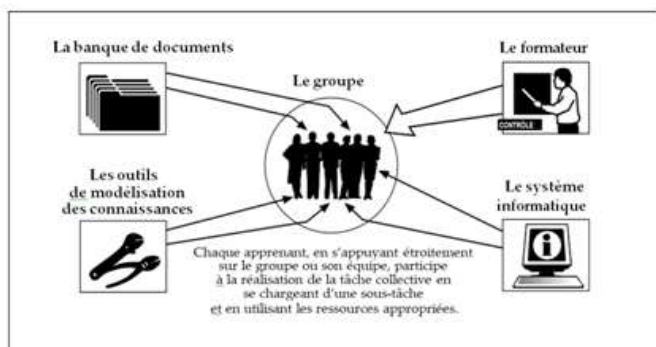 La banque de documents
Le formateur
Le groupe
CONTRÔLE
Les outils
de modélisation
des connaissances
Le système
informatique
Chaque apprenant, en s'appuyant étroitement
sur le groupe ou son équipe, participe
à la réalisation de la tâche collective en
se chargeant d'une sous-tâche
et en utilisant les ressources appropriées.